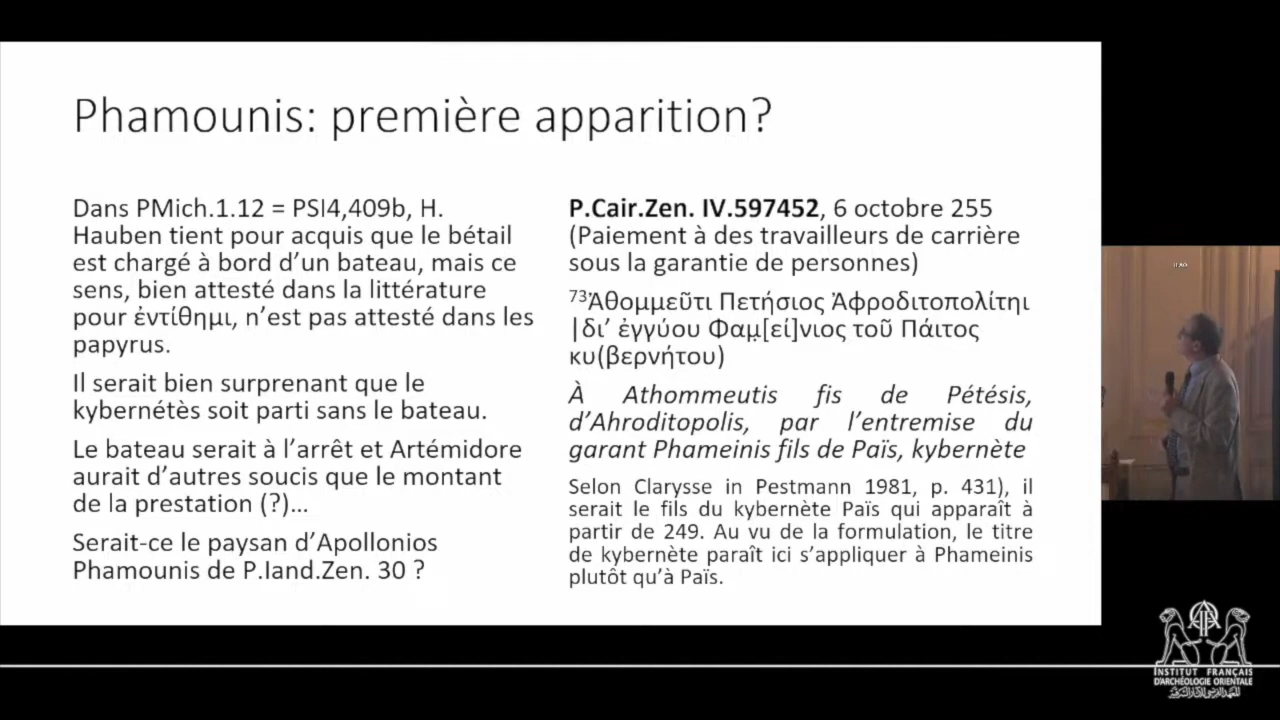 Phamounis: première apparition?
Dans PMich.1.12 = PSI4,409b, H.
Hauben tient pour acquis que le bétail
est chargé à bord d’un bateau, mais ce
sens, bien attesté dans la littérature
pour ἐντίθημι, n’est pas attesté dans les
papyrus.
Il serait bien surprenant que le
kybernétès soit parti sans le bateau.
Le bateau serait à l’arrêt et Artémidore
aurait d’autres soucis que le montant
de la prestation (?)…
Serait-ce le paysan d’Apollonios
Phamounis de P.Iand.Zen. 30 ?
P.Cair.Zen. IV.597452, 6 octobre 255
(Paiement à des travailleurs de carrière
sous la garantie de personnes)
⁷³Ἀθομμεῦτι Πετήσιος Ἀφροδιτοπολίτηι
|δι’ ἐγγύου Φαμ̣[εί]νιος τοῦ Πάιτος
κυ(βερνήτου)
À Athommeutis fis de Pétésis,
d’Ahroditopolis, par l’entremise du
garant Phameinis fils de Païs, kybernète
Selon Clarysse in Pestmann 1981, p. 431), il
serait le fils du kybernète Païs qui apparaît à
partir de 249. Au vu de la formulation, le titre
de kybernète paraît ici s’appliquer à Phameinis
plutôt qu’à Païs.
INSTITUT FRANÇAIS
D’ARCHÉOLOGIE ORIENTALE